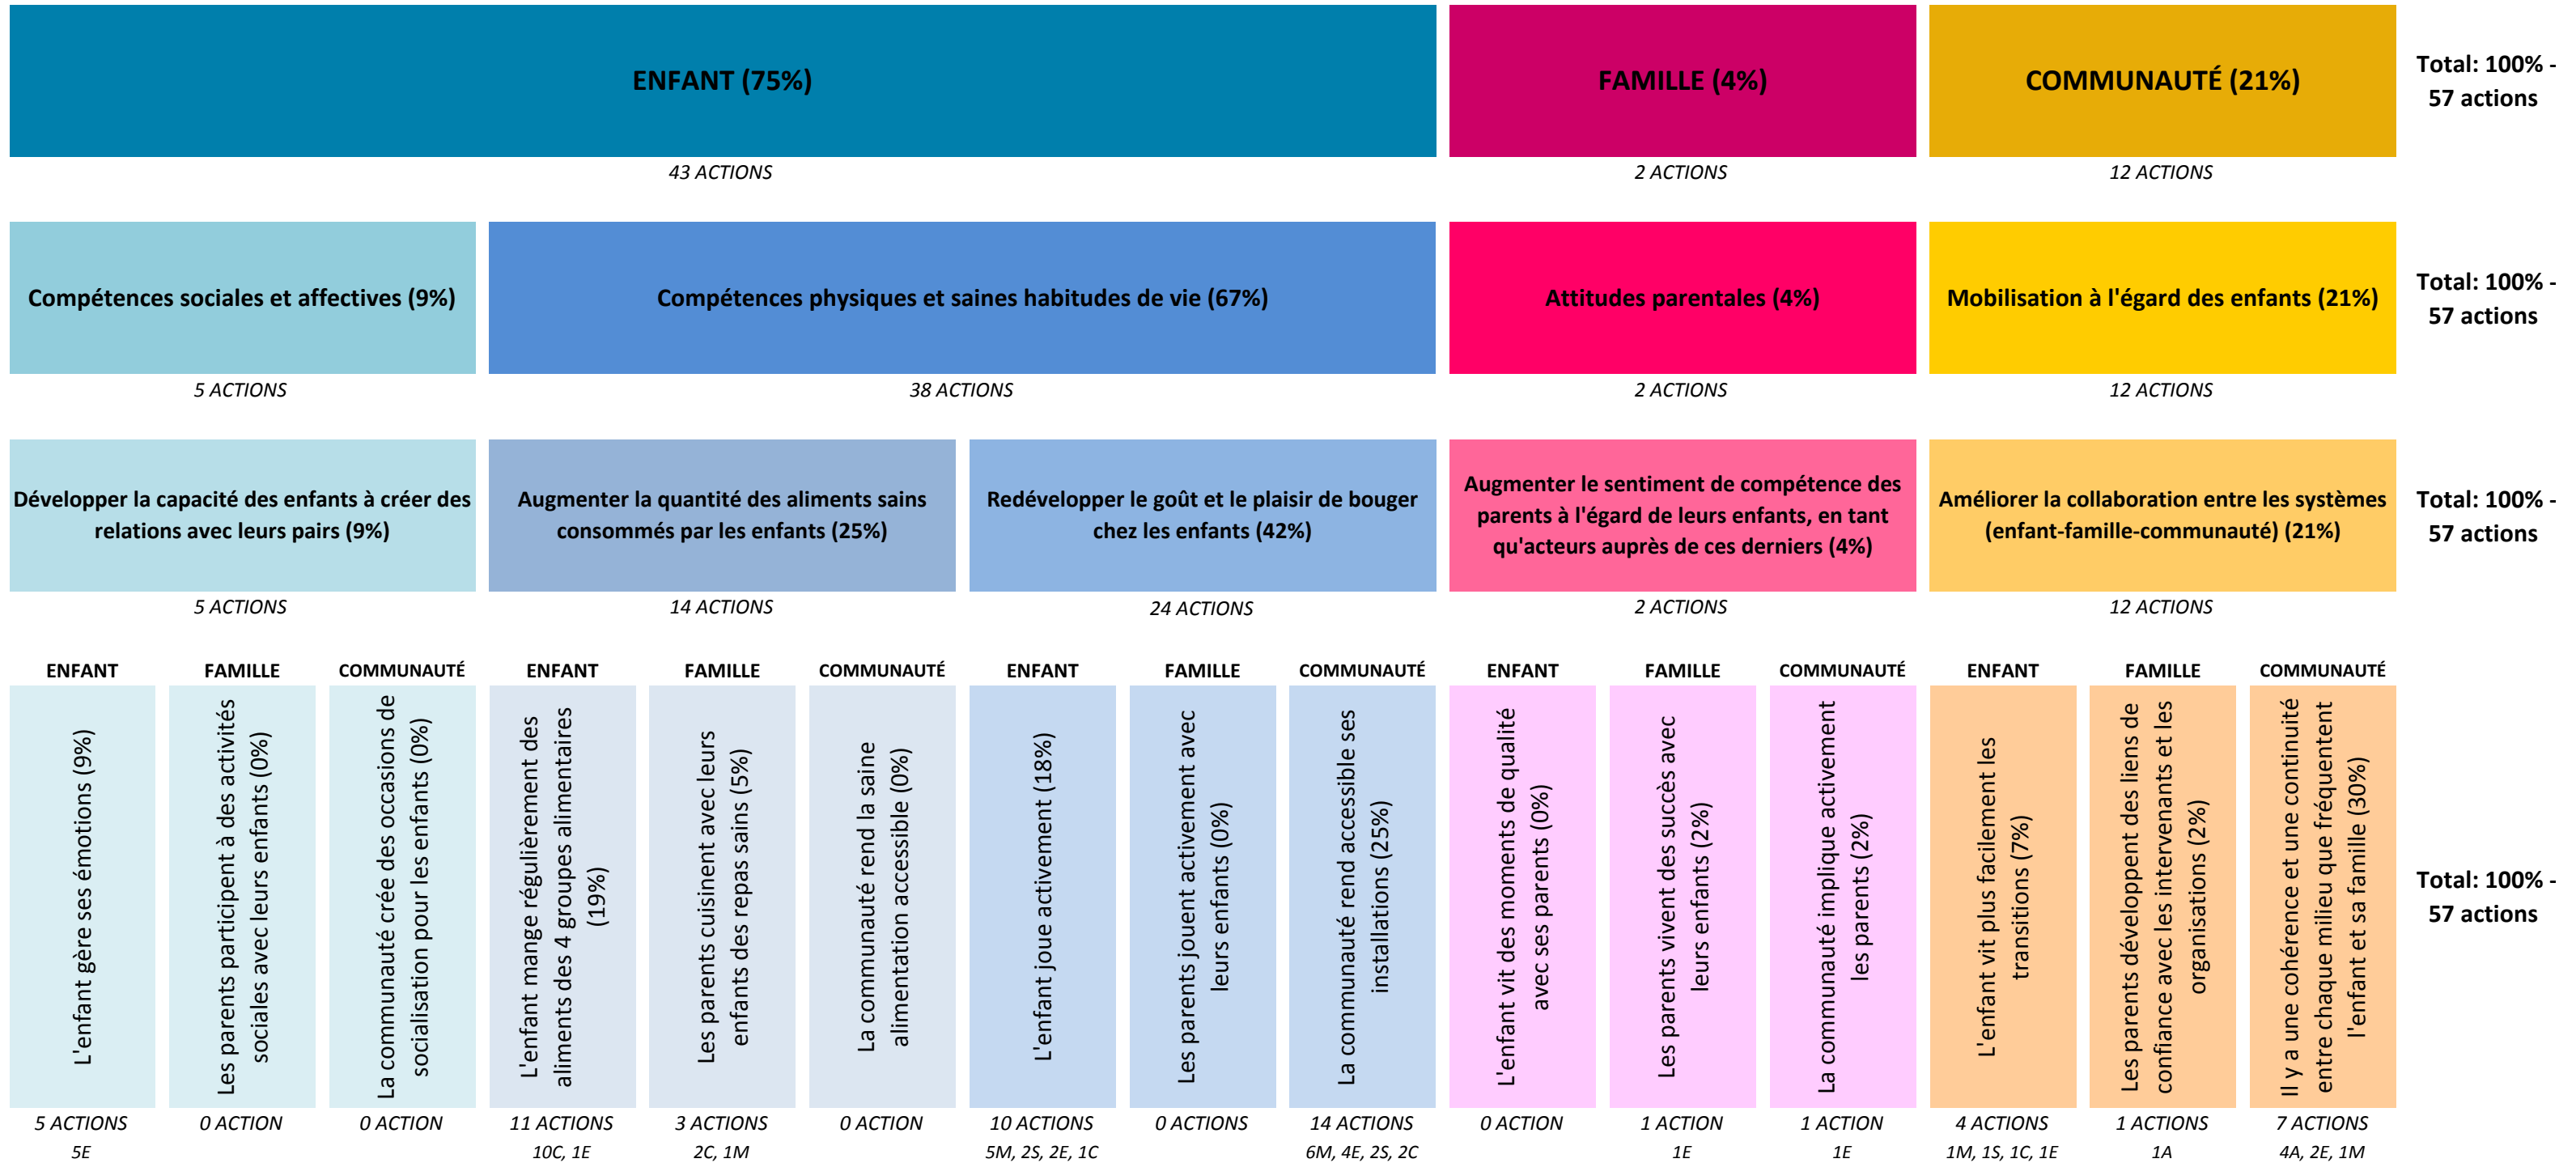 ENFANT (75%)
FAMILLE (4%)
COMMUNAUTÉ (21%)
Total: 100% -
57 actions
43 ACTIONS
2 ACTIONS
12 ACTIONS
Compétences sociales et affectives (9%)
Compétences physiques et saines habitudes de vie (67%)
Attitudes parentales (4%)
Mobilisation à l'égard des enfants (21%)
Total: 100% -
57 actions
5 ACTIONS
38 ACTIONS
2 ACTIONS
12 ACTIONS
Développer la capacité des enfants à créer des
relations avec leurs pairs (9%)
Augmenter la quantité des aliments sains
consommés par les enfants (25%)
Redévelopper le goût et le plaisir de bouger
chez les enfants (42%)
Augmenter le sentiment de compétence des
parents à l'égard de leurs enfants, en tant
qu'acteurs auprès de ces derniers (4%)
Améliorer la collaboration entre les systèmes
(enfant-famille-communauté) (21%)
Total: 100% -
57 actions
5 ACTIONS
14 ACTIONS
24 ACTIONS
2 ACTIONS
12 ACTIONS
ENFANT
FAMILLE
COMMUNAUTÉ
ENFANT
FAMILLE
COMMUNAUTÉ
ENFANT
FAMILLE
COMMUNAUTÉ
ENFANT
FAMILLE
COMMUNAUTÉ
ENFANT
FAMILLE
COMMUNAUTÉ
L'enfant gère ses émotions (9%)
Les parents participent à des activités
sociales avec leurs enfants (0%)
La communauté crée des occasions de
socialisation pour les enfants (0%)
L'enfant mange régulièrement des
aliments des 4 groupes alimentaires
(19%)
Les parents cuisinent avec leurs
enfants des repas sains (5%)
La communauté rend la saine
alimentation accessible (0%)
L'enfant joue activement (18%)
Les parents jouent activement avec
leurs enfants (0%)
La communauté rend accessible ses
installations (25%)
L'enfant vit des moments de qualité
avec ses parents (0%)
Les parents vivent des succès avec
leurs enfants (2%)
La communauté implique activement
les parents (2%)
L'enfant vit plus facilement les
transitions (7%)
Les parents développent des liens de
confiance avec les intervenants et les
organisations (2%)
Il y a une cohérence et une continuité
entre chaque milieu que fréquentent
l'enfant et sa famille (30%)
Total: 100% -
57 actions
5 ACTIONS
0 ACTION
0 ACTION
11 ACTIONS
3 ACTIONS
0 ACTION
10 ACTIONS
0 ACTIONS
14 ACTIONS
0 ACTION
1 ACTION
1 ACTION
4 ACTIONS
1 ACTIONS
7 ACTIONS
5E
10C, 1E
2C, 1M
5M, 2S, 2E, 1C
6M, 4E, 2S, 2C
1E
1E
1M, 1S, 1C, 1E
1A
4A, 2E, 1M